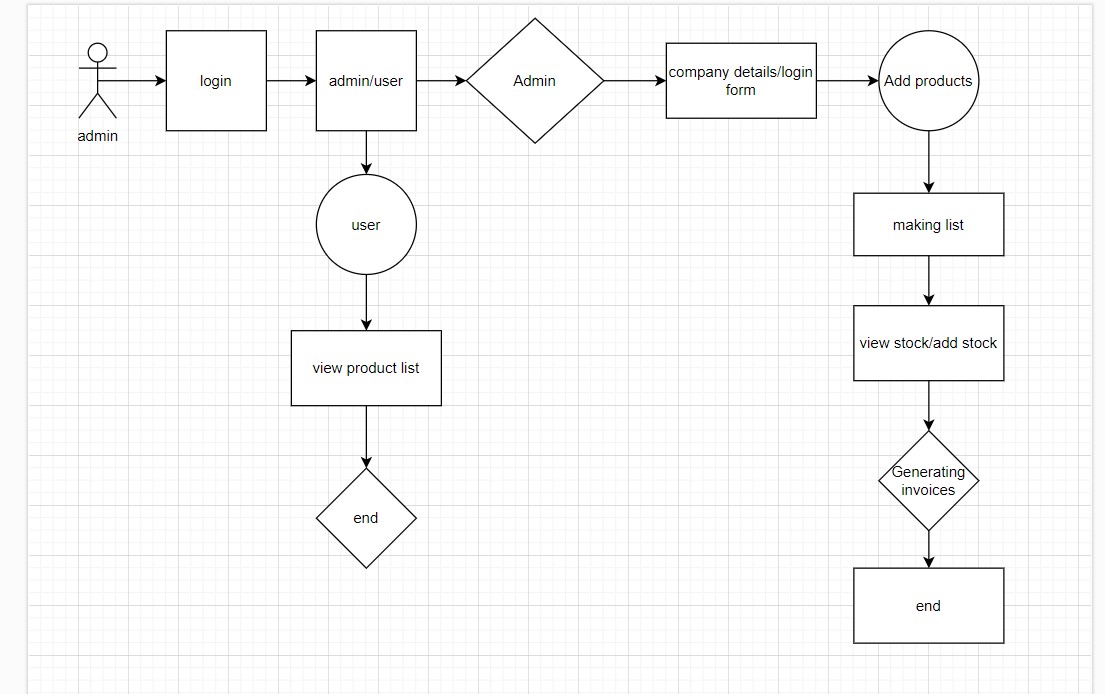 admin
login
admin/user
Admin
company details/login
form
Add products
user
making list
view product list
view stock/add stock
Generating
invoices
end
end